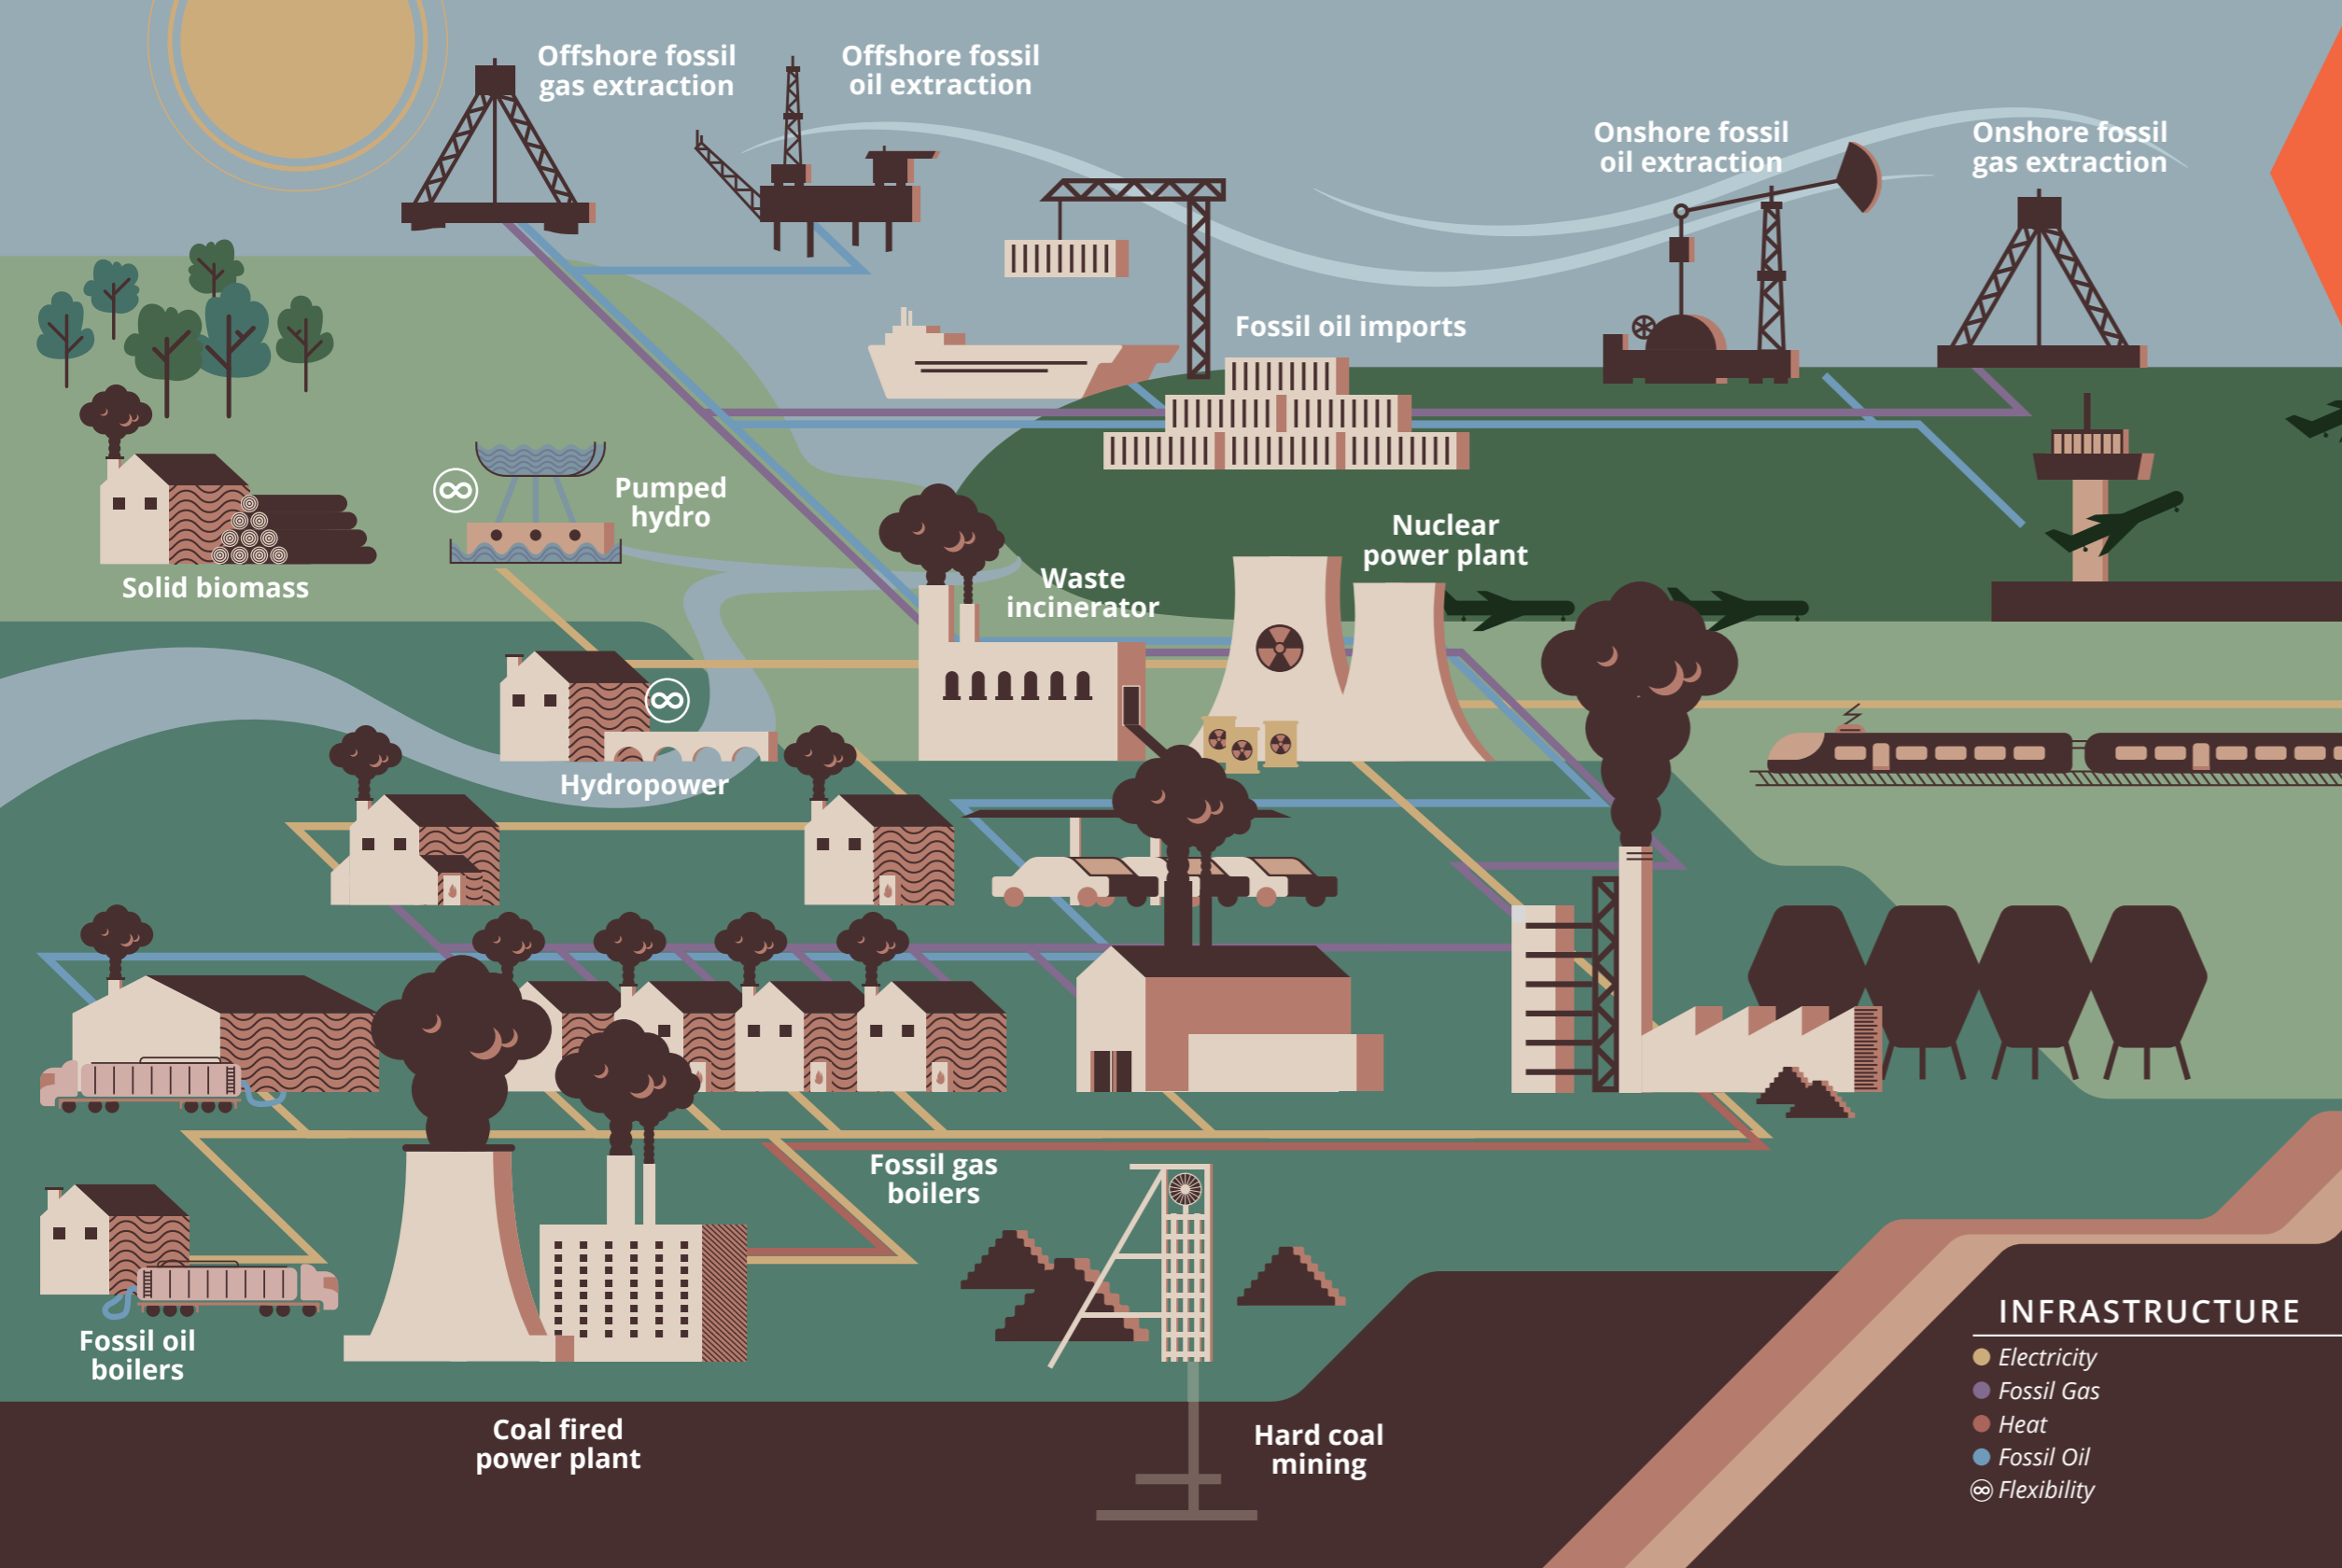 Offshore fossil
gas extraction
Offshore fossil
oil extraction
Onshore fossil
oil extraction
Onshore fossil
gas extraction
Fossil oil imports
Pumped
hydro
Nuclear
power plant
Solid biomass
Waste
incinerator
Hydropower
Fossil gas
boilers
Fossil oil
boilers
Coal fired
power plant
Hard coal
mining
INFRASTRUCTURE
Electricity
Fossil Gas
Heat
Fossil Oil
Flexibility